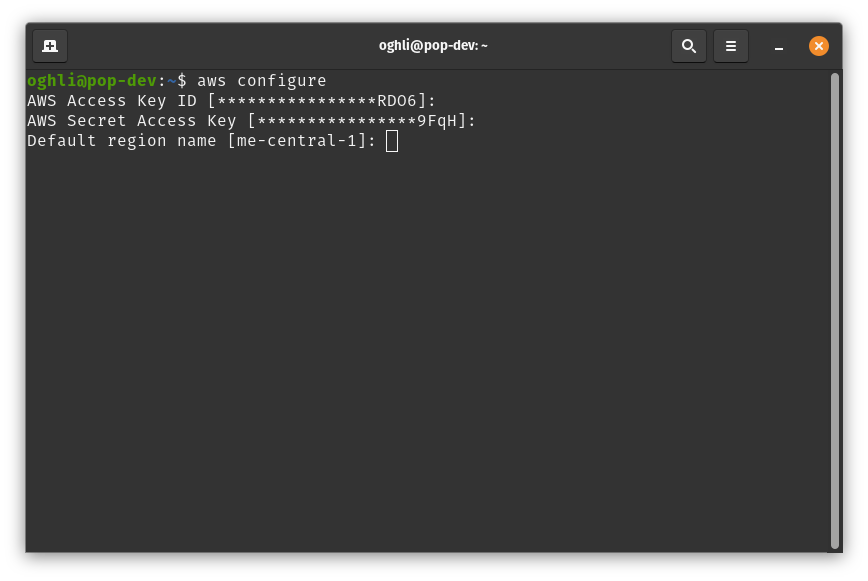 oghli@pop-dev: ~
oghli@pop-dev:~$ aws configure
AWS Access Key ID [****************RDO6]:
AWS Secret Access Key [****************9FqH]:
Default region name [me-central-1]: